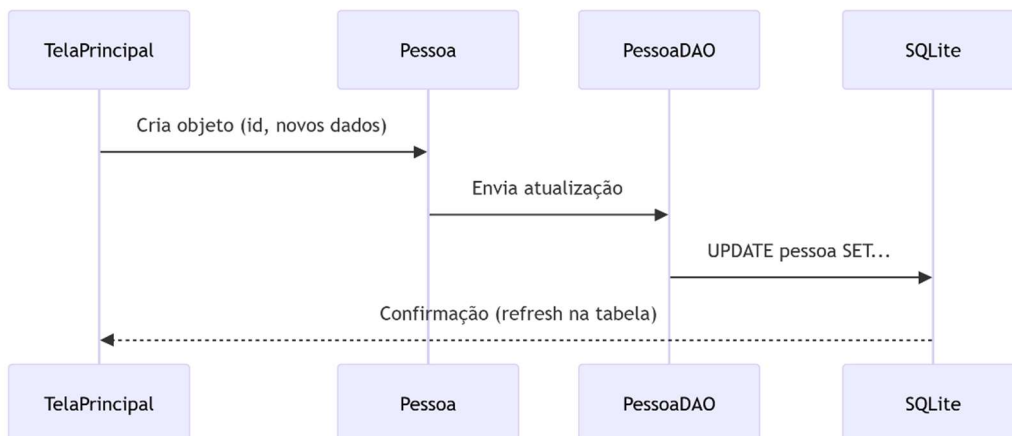 TelaPrincipal
Pessoa
PessoaDAO
SQLite
Cria objeto (id, novos dados)
Envia atualização
UPDATE pessoa SET...
Confirmação (refresh na tabela)
TelaPrincipal
Pessoa
PessoaDAO
SQLite